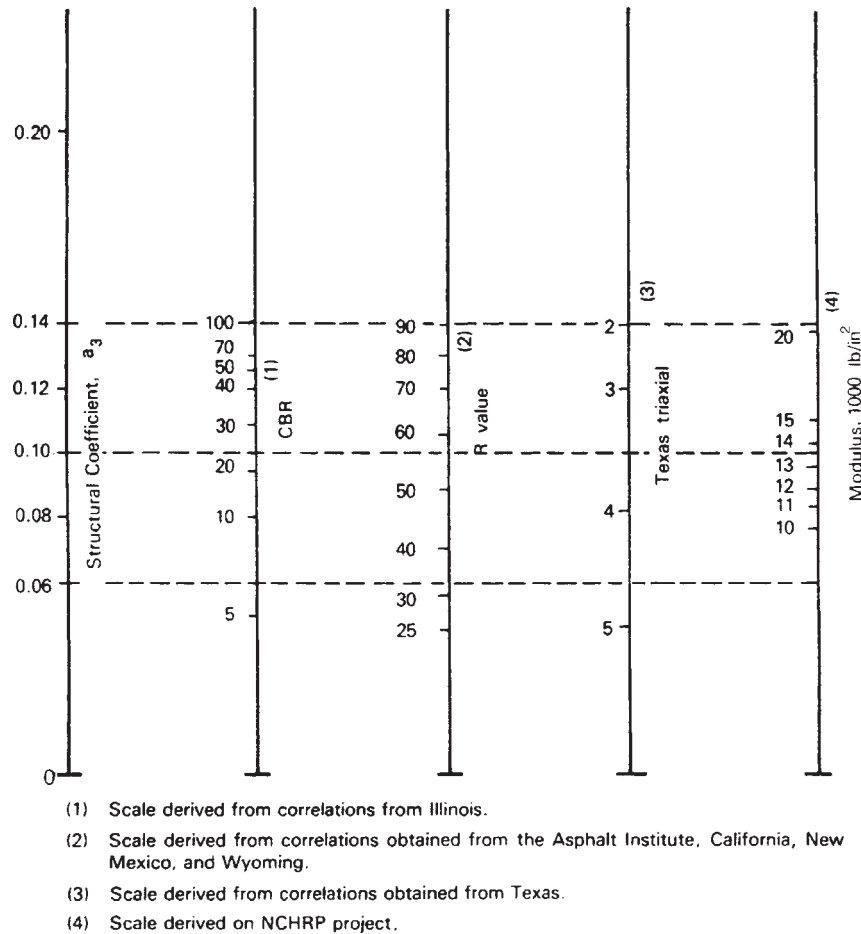 0.20
(3)
(4)
0.14 100 90 2 20
70 80
50 (1) (2)
0.12 40 70 3
30 60 15
14
0.10
20 13
50 12
0.08 10 4 11
10
40
0.06
30
5 25 5
0
Structural Coefficient, a3
CBR
R value
Texas triaxial
Modulus, 1000 lb/in2
(1) Scale derived from correlations from Illinois.
(2) Scale derived from correlations obtained from the Asphalt Institute, California, New
Mexico, and Wyoming.
(3) Scale derived from correlations obtained from Texas.
(4) Scale derived on NCHRP project.